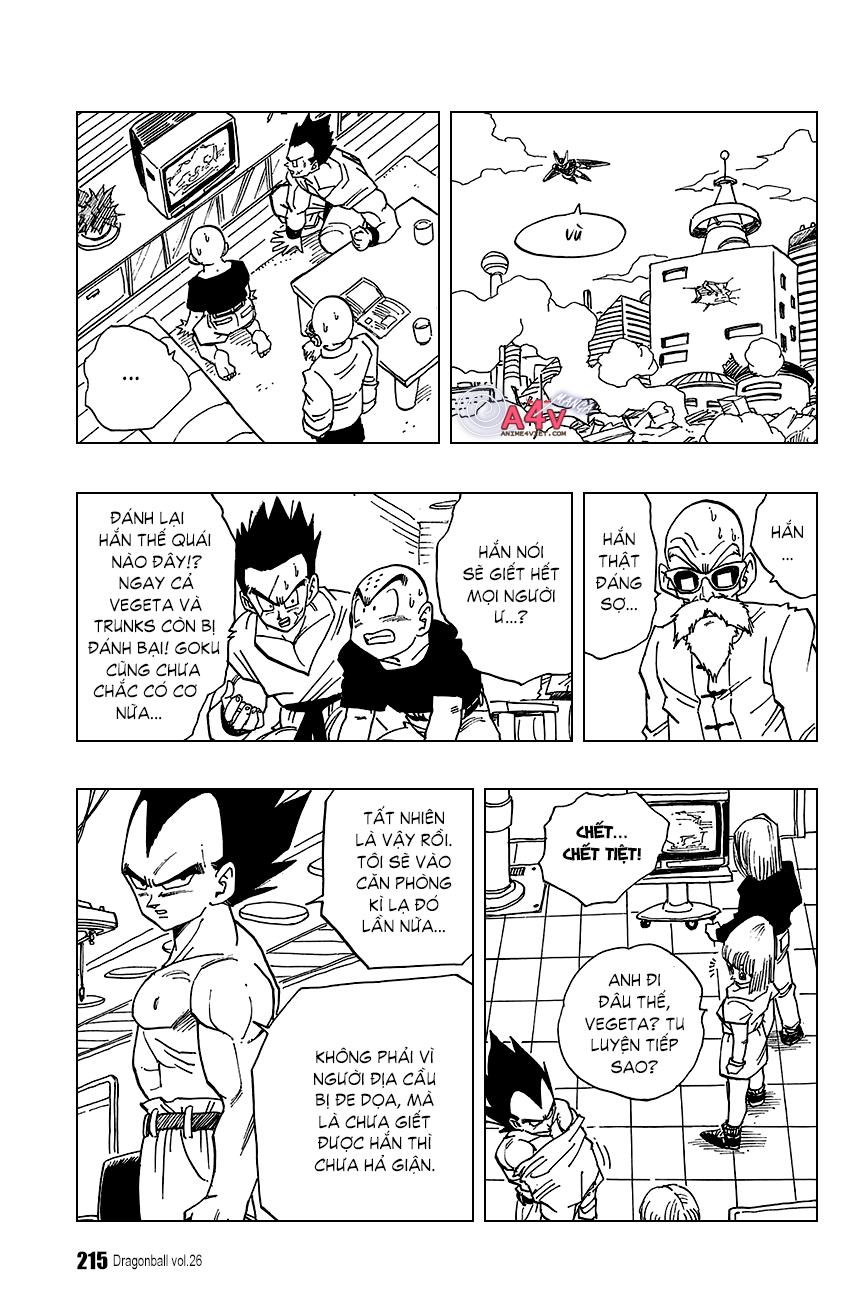 VÙ
A4V
MANGA
ANIME4VIET.COM
...
HẮN
...
HẮN
THẬT
ĐÁNG
SỢ...
HẮN NÓI
SẼ GIẾT HẾT
MỌI NGƯỜI
Ư...?
ĐÁNH LẠI
HẮN THẾ QUÁI
NÀO ĐÂY!?
NGAY CẢ
VEGETA VÀ
TRUNKS CÒN BỊ
ĐÁNH BẠI! GOKU
CŨNG CHƯA
CHẮC CÓ CƠ
NỮA...
CHẾT...
CHẾT TIỆT!
ANH ĐI
ĐÂU THẾ,
VEGETA? TU
LUYỆN TIẾP
SAO?
TẤT NHIÊN
LÀ VẬY RỒI.
TÔI SẼ VÀO
CĂN PHÒNG
KÌ LẠ ĐÓ
LẦN NỮA...
KHÔNG PHẢI VÌ
NGƯỜI ĐỊA CẦU
BỊ ĐE DỌA, MÀ
LÀ CHƯA GIẾT
ĐƯỢC HẮN THÌ
CHƯA HẢ GIẬN.
215 Dragonball vol.26